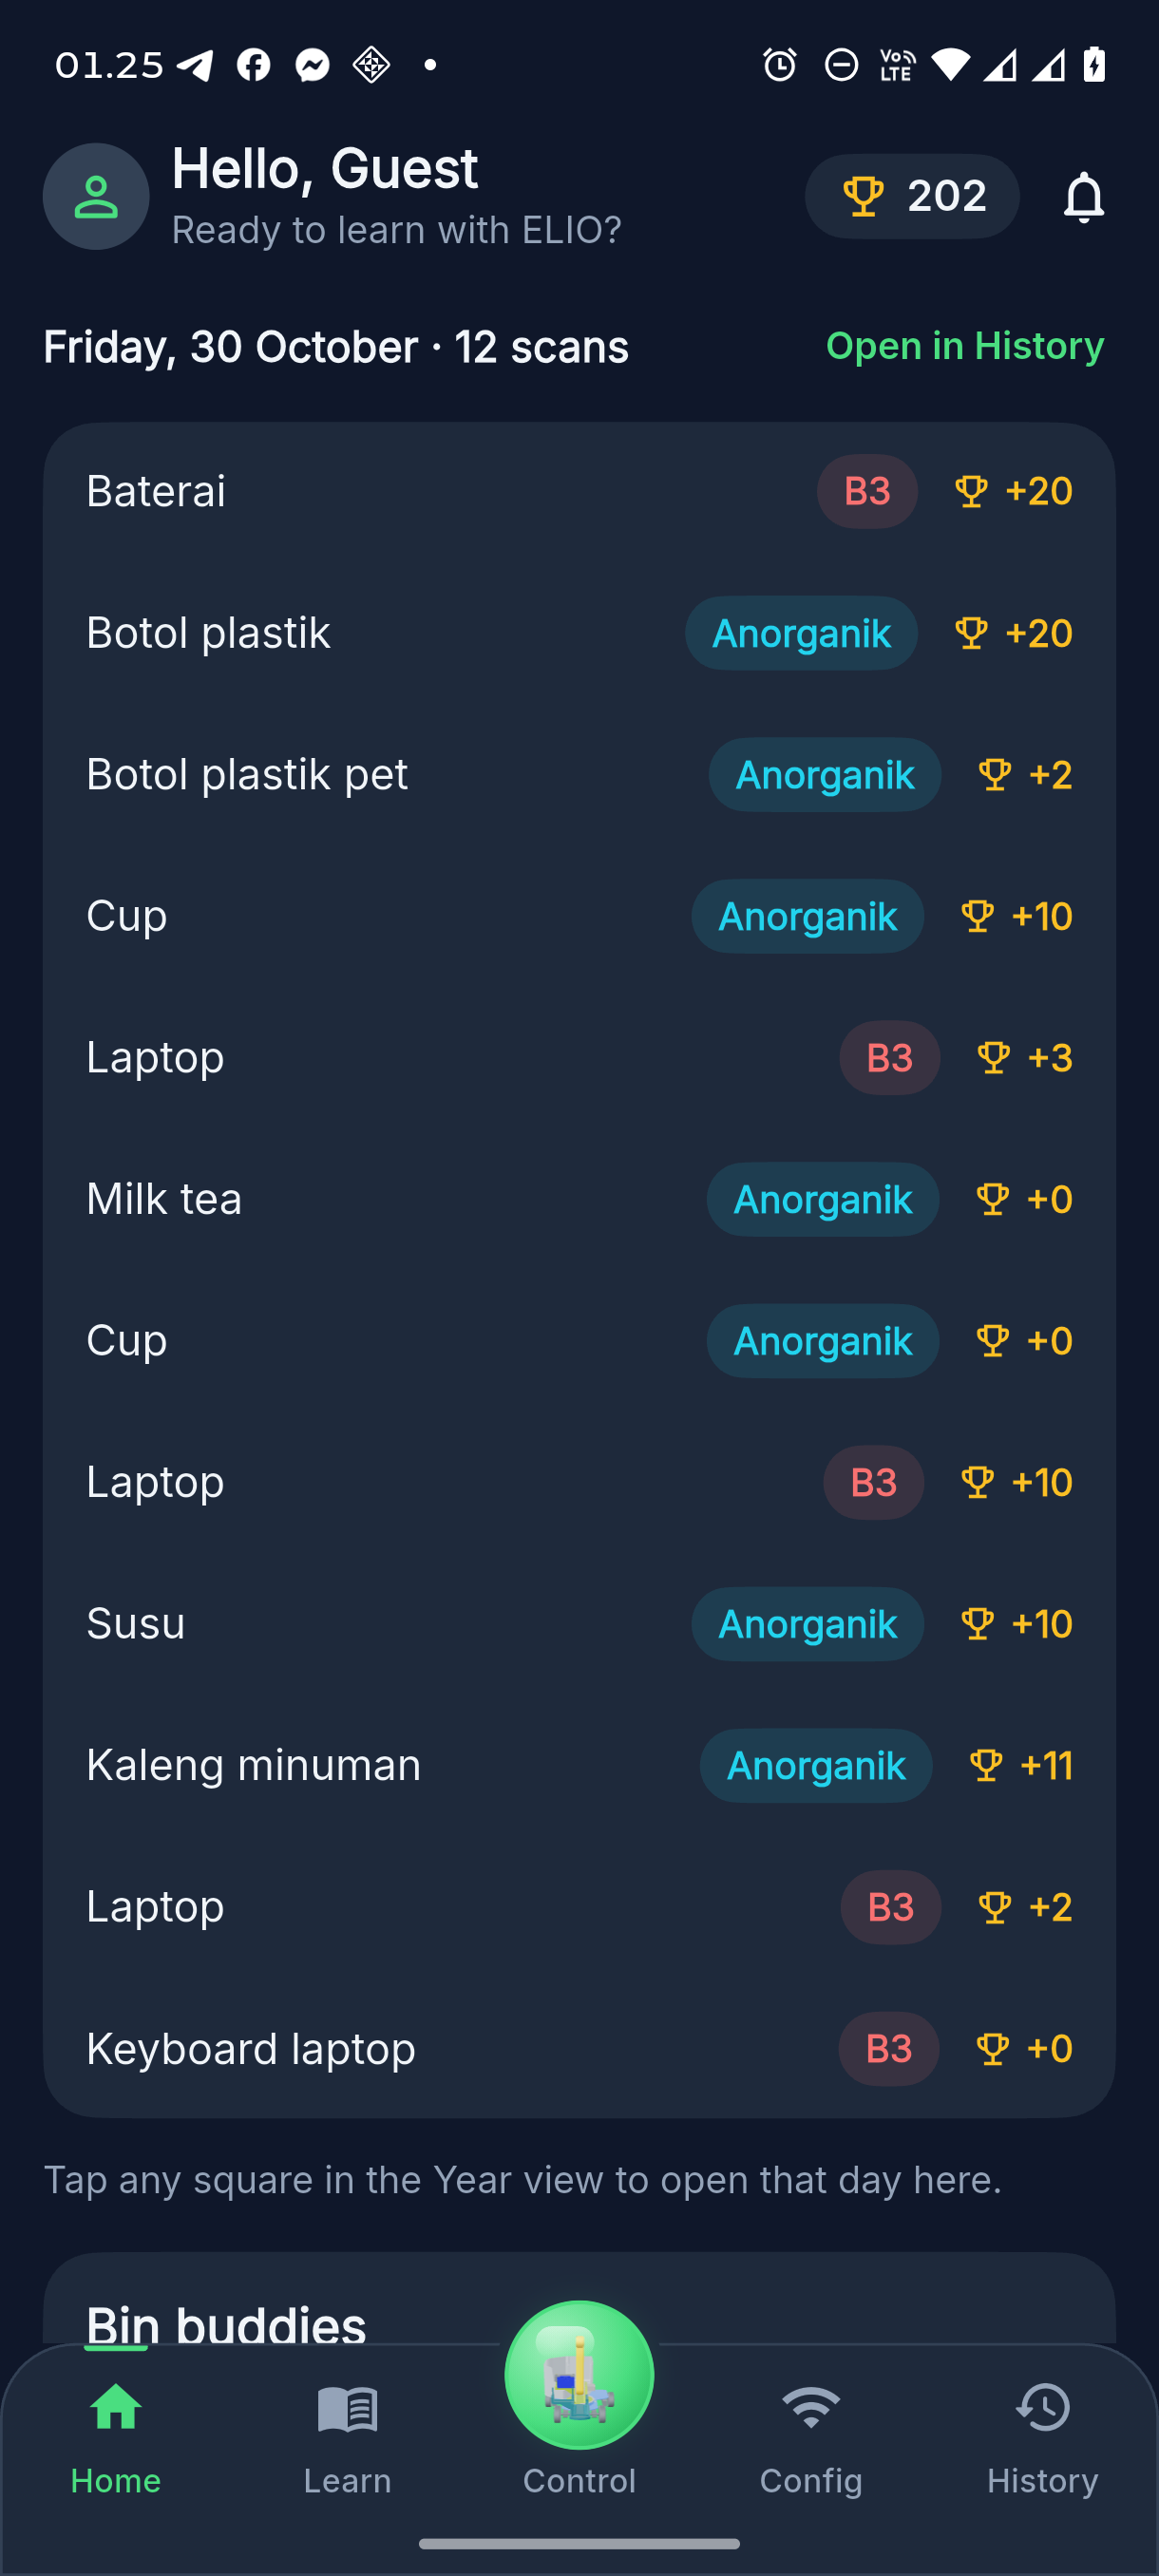 01.25
Vo LTE
Hello, Guest
Ready to learn with ELIO?
202
Friday, 30 October · 12 scans
Open in History
Baterai B3 +20
Botol plastik Anorganik +20
Botol plastik pet Anorganik +2
Cup Anorganik +10
Laptop B3 +3
Milk tea Anorganik +0
Cup Anorganik +0
Laptop B3 +10
Susu Anorganik +10
Kaleng minuman Anorganik +11
Laptop B3 +2
Keyboard laptop B3 +0
Tap any square in the Year view to open that day here.
Bin buddies
Home Learn Control Config History